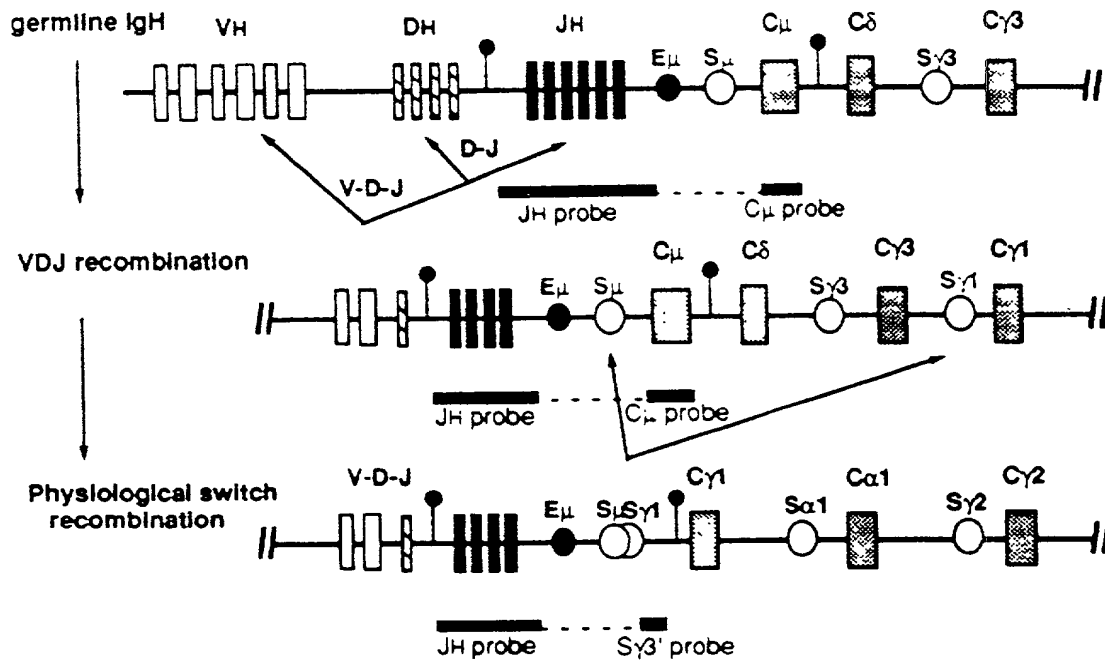 germline IgH
VH DH JH Cμ Cδ Cγ3
Eμ Sμ Sγ3
D-J
V-D-J
JH probe Cμ probe
VDJ recombination
Cμ Cδ Cγ3 Cγ1
Eμ Sμ Sγ3 Sγ1
JH probe Cμ probe
Physiological switch
recombination
V-D-J Cγ1 Cα1 Cγ2
Eμ Sμ Sγ1 Sα1 Sγ2
JH probe Sγ3' probe